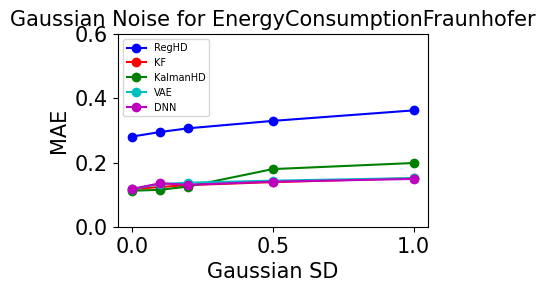 Gaussian Noise for EnergyConsumptionFraunhofer
RegHD
KF
KalmanHD
VAE
DNN
MAE
0.6
0.4
0.2
0.0
0.0 0.5 1.0
Gaussian SD